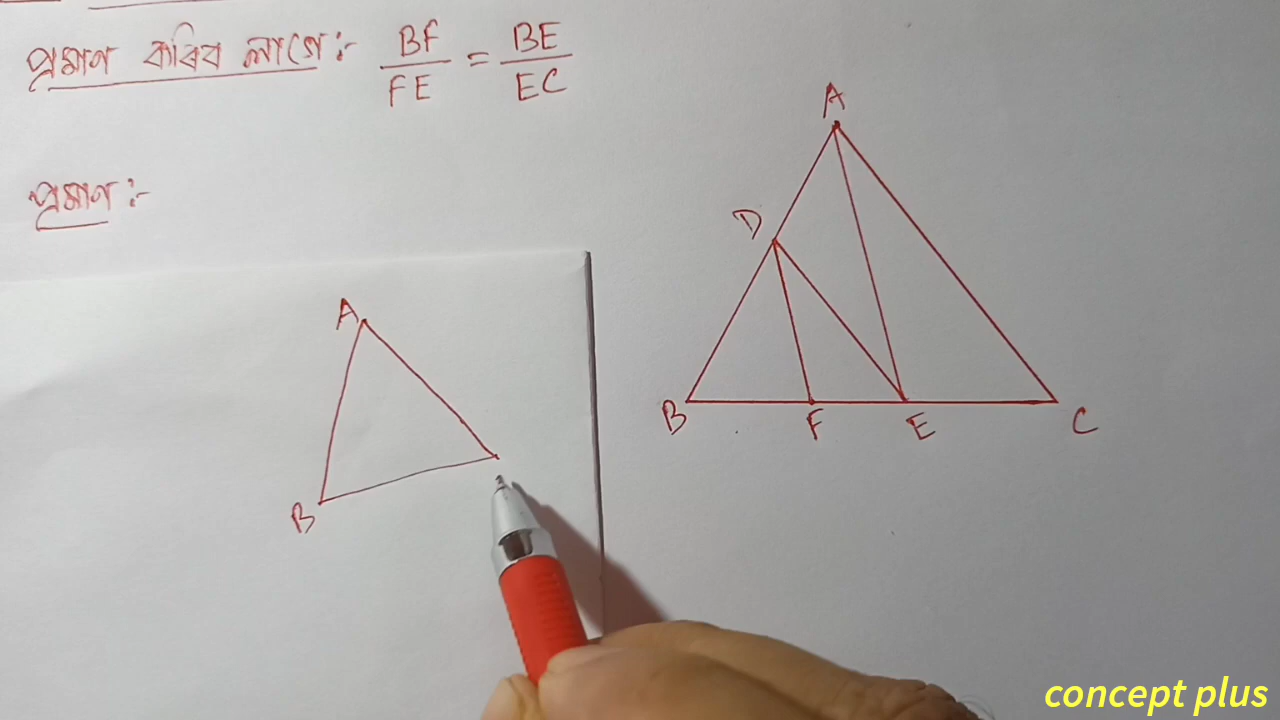 প্ৰমাণ কৰিব লাগে :- BF/FE = BE/EC
প্ৰমাণ :-
A
D
B F E C
A
B
concept plus